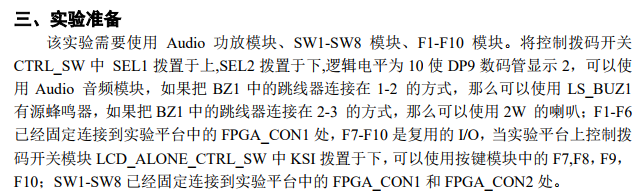 三、实验准备
该实验需要使用 Audio 功放模块、SW1-SW8 模块、F1-F10 模块。将控制拨码开关
CTRL_SW 中 SEL1 拨置于上,SEL2 拨置于下,逻辑电平为 10 使 DP9 数码管显示 2，可以使
用 Audio 音频模块，如果把 BZ1 中的跳线器连接在 1-2 的方式，那么可以使用 LS_BUZ1
有源蜂鸣器，如果把 BZ1 中的跳线器连接在 2-3 的方式，那么可以使用 2W 的喇叭；F1-F6
已经固定连接到实验平台中的 FPGA_CON1 处，F7-F10 是复用的 I/O，当实验平台上控制拨
码开关模块 LCD_ALONE_CTRL_SW 中 KSI 拨置于下，可以使用按键模块中的 F7,F8，F9，
F10；SW1-SW8 已经固定连接到实验平台中的 FPGA_CON1 和 FPGA_CON2 处。